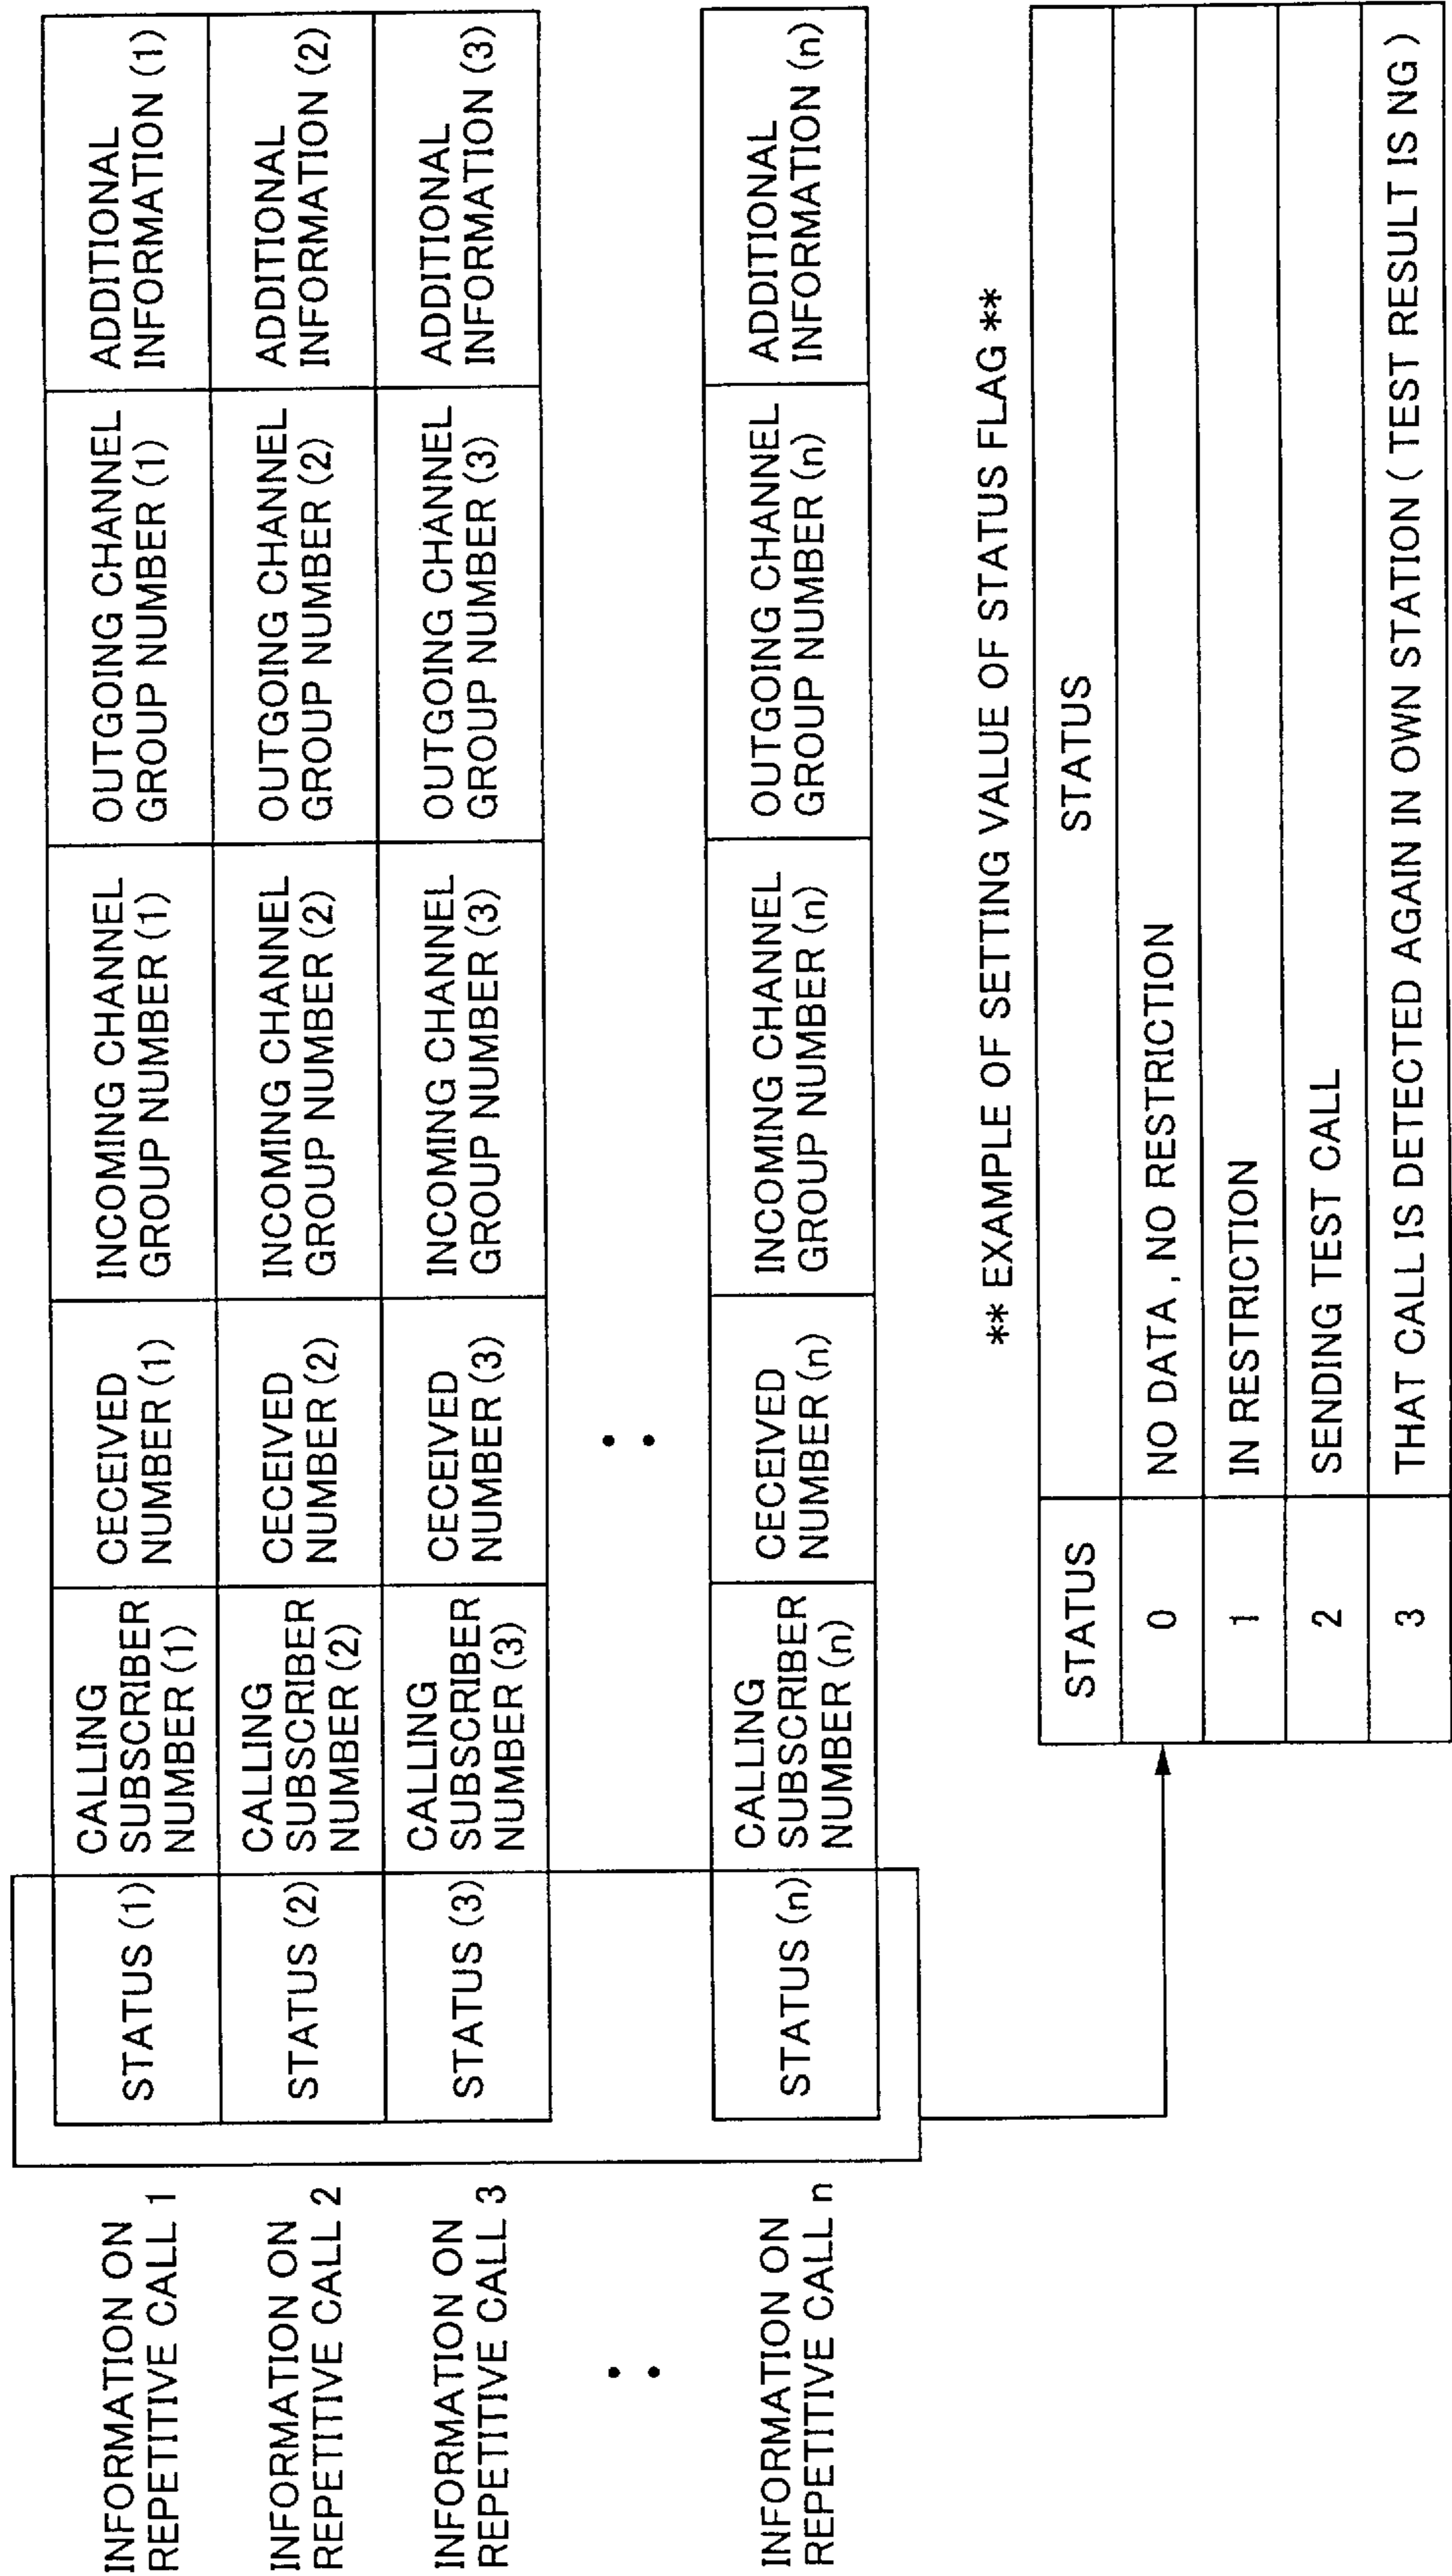 INFORMATION ON
REPETITIVE CALL 1
STATUS (1)
CALLING
SUBSCRIBER
NUMBER (1)
CECEIVED
NUMBER (1)
INCOMING CHANNEL
GROUP NUMBER (1)
OUTGOING CHANNEL
GROUP NUMBER (1)
ADDITIONAL
INFORMATION (1)
INFORMATION ON
REPETITIVE CALL 2
STATUS (2)
CALLING
SUBSCRIBER
NUMBER (2)
CECEIVED
NUMBER (2)
INCOMING CHANNEL
GROUP NUMBER (2)
OUTGOING CHANNEL
GROUP NUMBER (2)
ADDITIONAL
INFORMATION (2)
INFORMATION ON
REPETITIVE CALL 3
STATUS (3)
CALLING
SUBSCRIBER
NUMBER (3)
CECEIVED
NUMBER (3)
INCOMING CHANNEL
GROUP NUMBER (3)
OUTGOING CHANNEL
GROUP NUMBER (3)
ADDITIONAL
INFORMATION (3)
INFORMATION ON
REPETITIVE CALL n
STATUS (n)
CALLING
SUBSCRIBER
NUMBER (n)
CECEIVED
NUMBER (n)
INCOMING CHANNEL
GROUP NUMBER (n)
OUTGOING CHANNEL
GROUP NUMBER (n)
ADDITIONAL
INFORMATION (n)
** EXAMPLE OF SETTING VALUE OF STATUS FLAG **
STATUS
STATUS
0
NO DATA, NO RESTRICTION
1
IN RESTRICTION
2
SENDING TEST CALL
3
THAT CALL IS DETECTED AGAIN IN OWN STATION ( TEST RESULT IS NG )